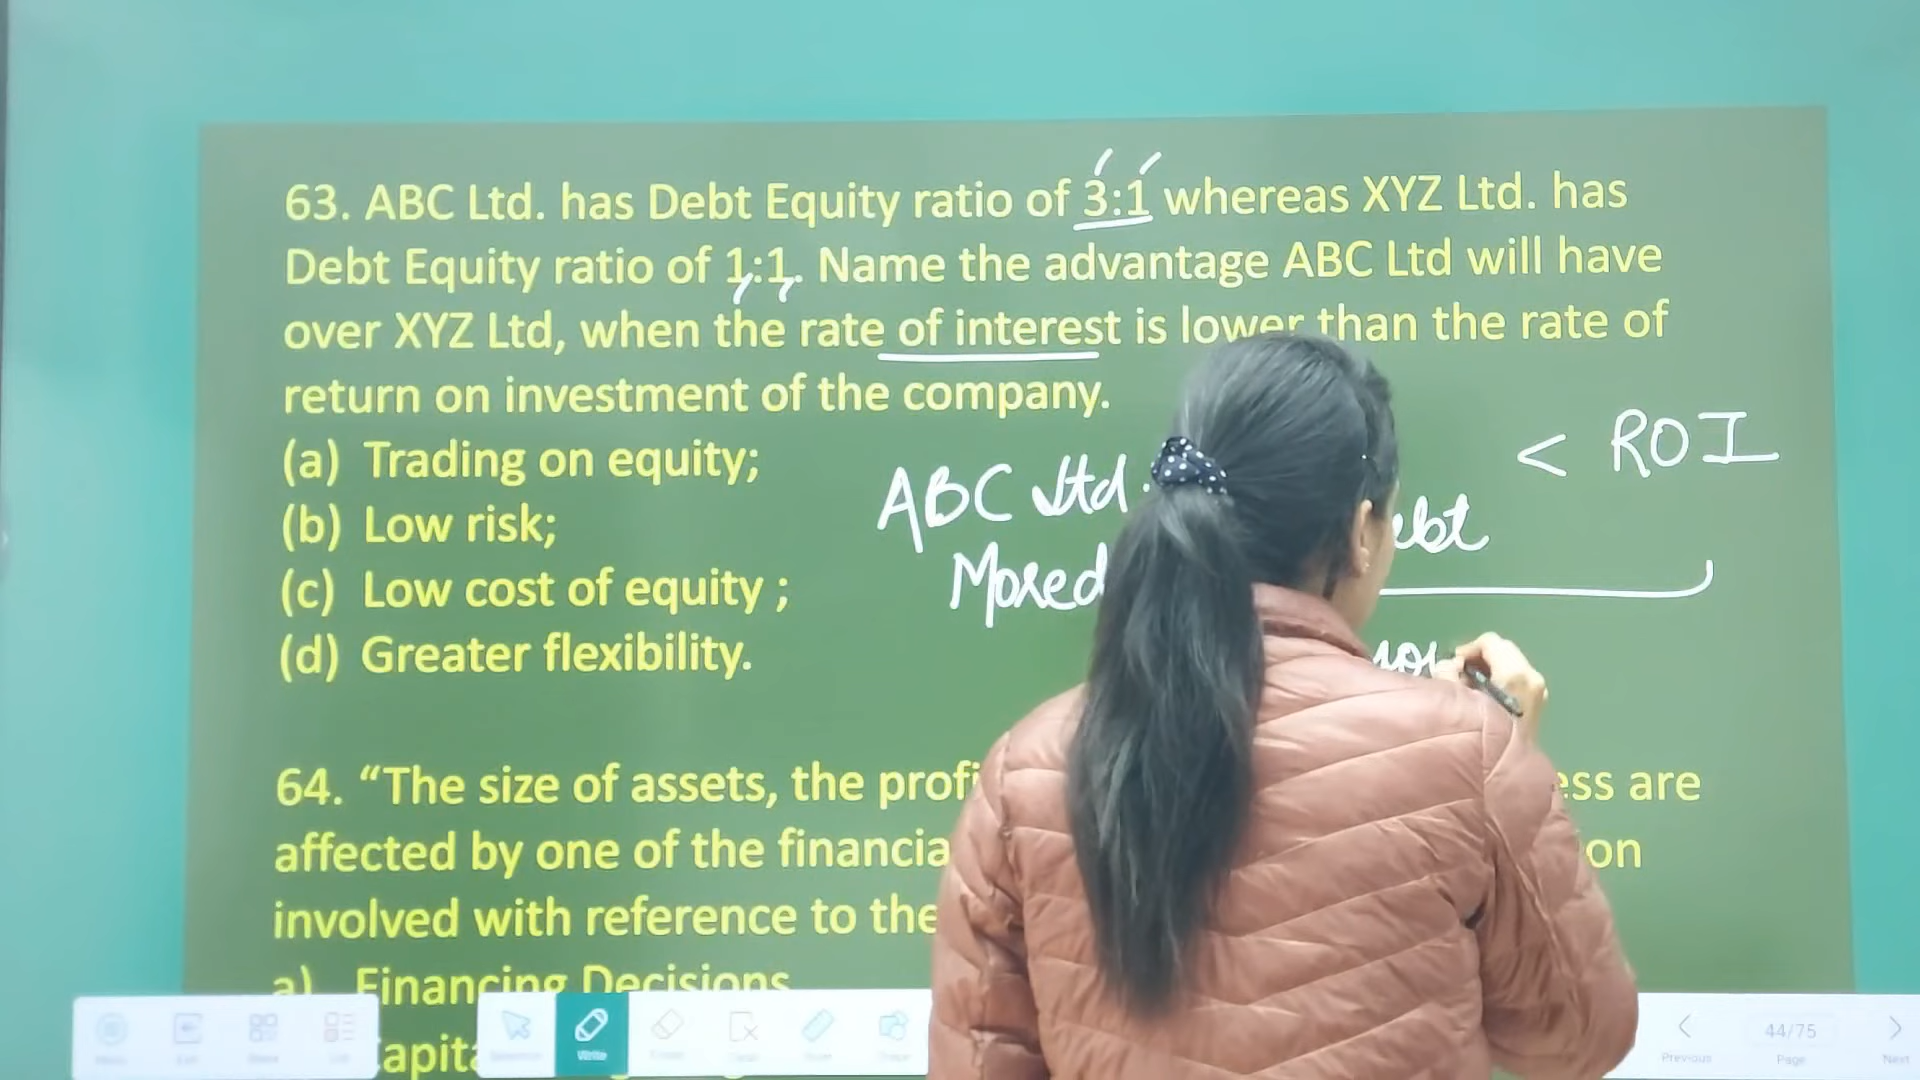 63. ABC Ltd. has Debt Equity ratio of 3:1 whereas XYZ Ltd. has
Debt Equity ratio of 1:1. Name the advantage ABC Ltd will have
over XYZ Ltd, when the rate of interest is lower than the rate of
return on investment of the company.
< ROI
(a) Trading on equity;
ABC Ltd.
(b) Low risk;
(c) Low cost of equity ;
(d) Greater flexibility.
64. “The size of assets, the are
affected by one of the on
involved with reference to the
a) Financing Decisions
Write
44/75
Previous Page Next